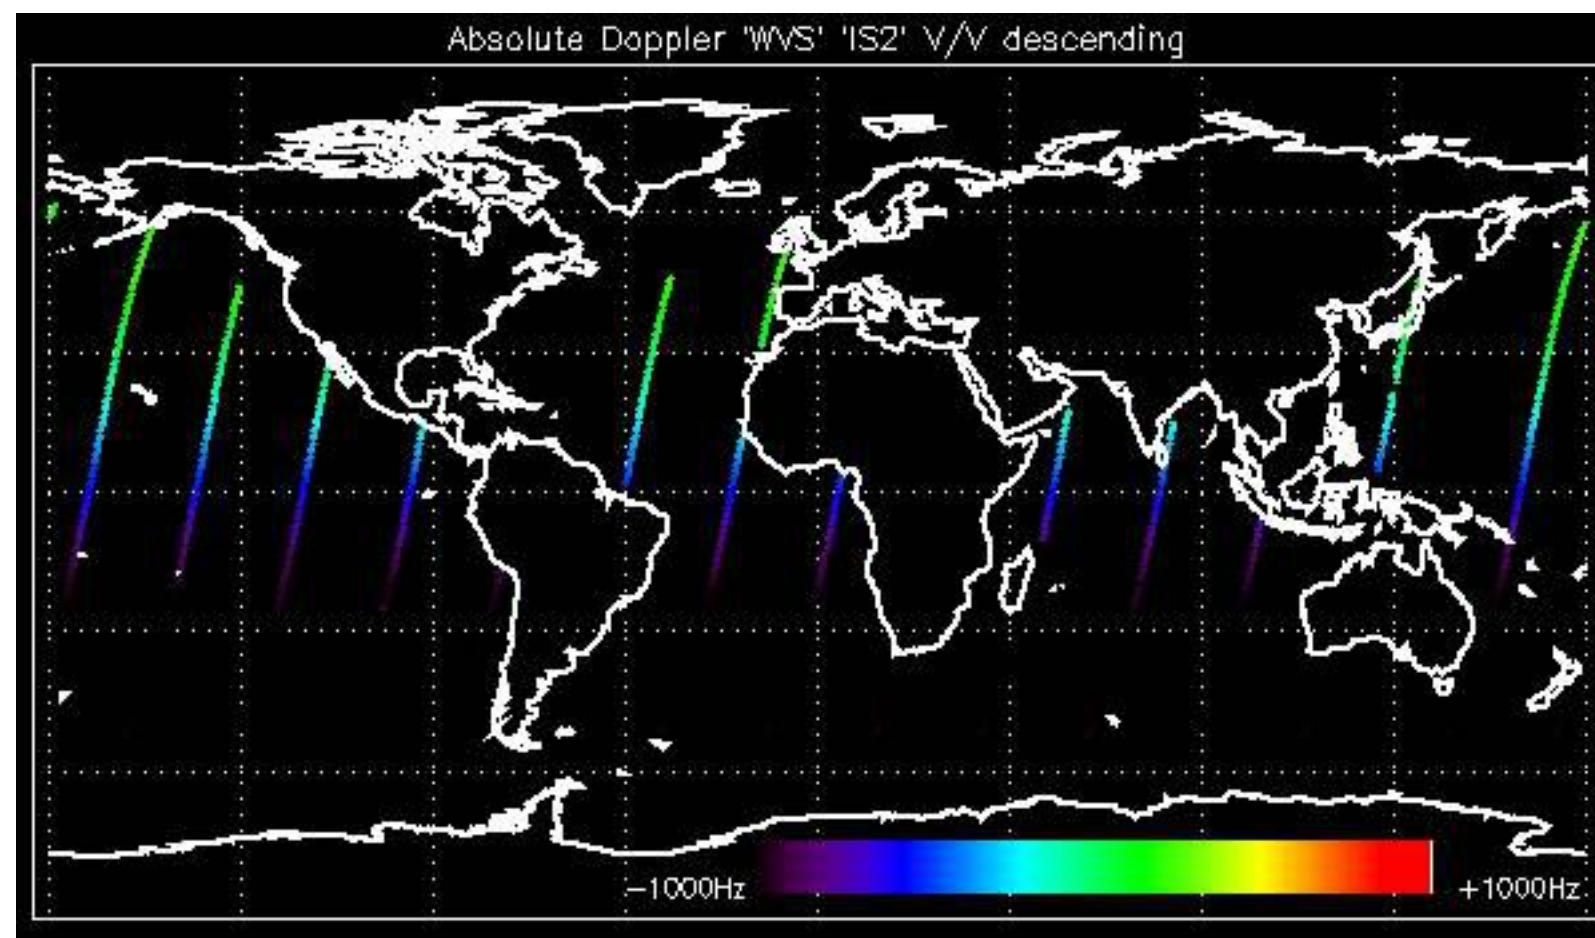 Absolute Doppler 'WVS' 'IS2' V/V descending
−1000Hz
+1000Hz